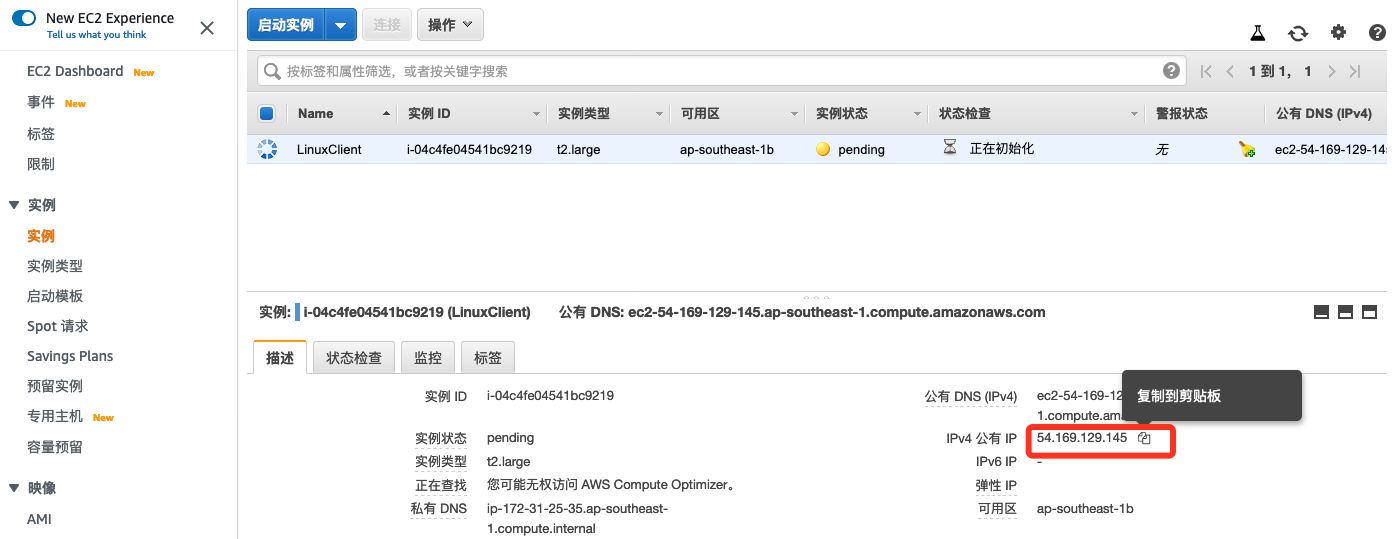 New EC2 Experience
Tell us what you think
EC2 Dashboard New
事件 New
标签
限制
实例
实例
实例类型
启动模板
Spot 请求
Savings Plans
预留实例
专用主机 New
容量预留
映像
AMI
启动实例 连接 操作
按标签和属性筛选，或者按关键字搜索 1 到 1， 1
Name 实例 ID 实例类型 可用区 实例状态 状态检查 警报状态 公有 DNS (IPv4)
LinuxClient i-04c4fe04541bc9219 t2.large ap-southeast-1b pending 正在初始化 无 ec2-54-169-129-145
实例: i-04c4fe04541bc9219 (LinuxClient) 公有 DNS: ec2-54-169-129-145.ap-southeast-1.compute.amazonaws.com
描述 状态检查 监控 标签
实例 ID i-04c4fe04541bc9219 公有 DNS (IPv4) ec2-54-169-12
复制到剪贴板
1.compute.am
实例状态 pending IPv4 公有 IP 54.169.129.145
实例类型 t2.large IPv6 IP -
正在查找 您可能无权访问 AWS Compute Optimizer。 弹性 IP
私有 DNS ip-172-31-25-35.ap-southeast- 可用区 ap-southeast-1b
1.compute.internal